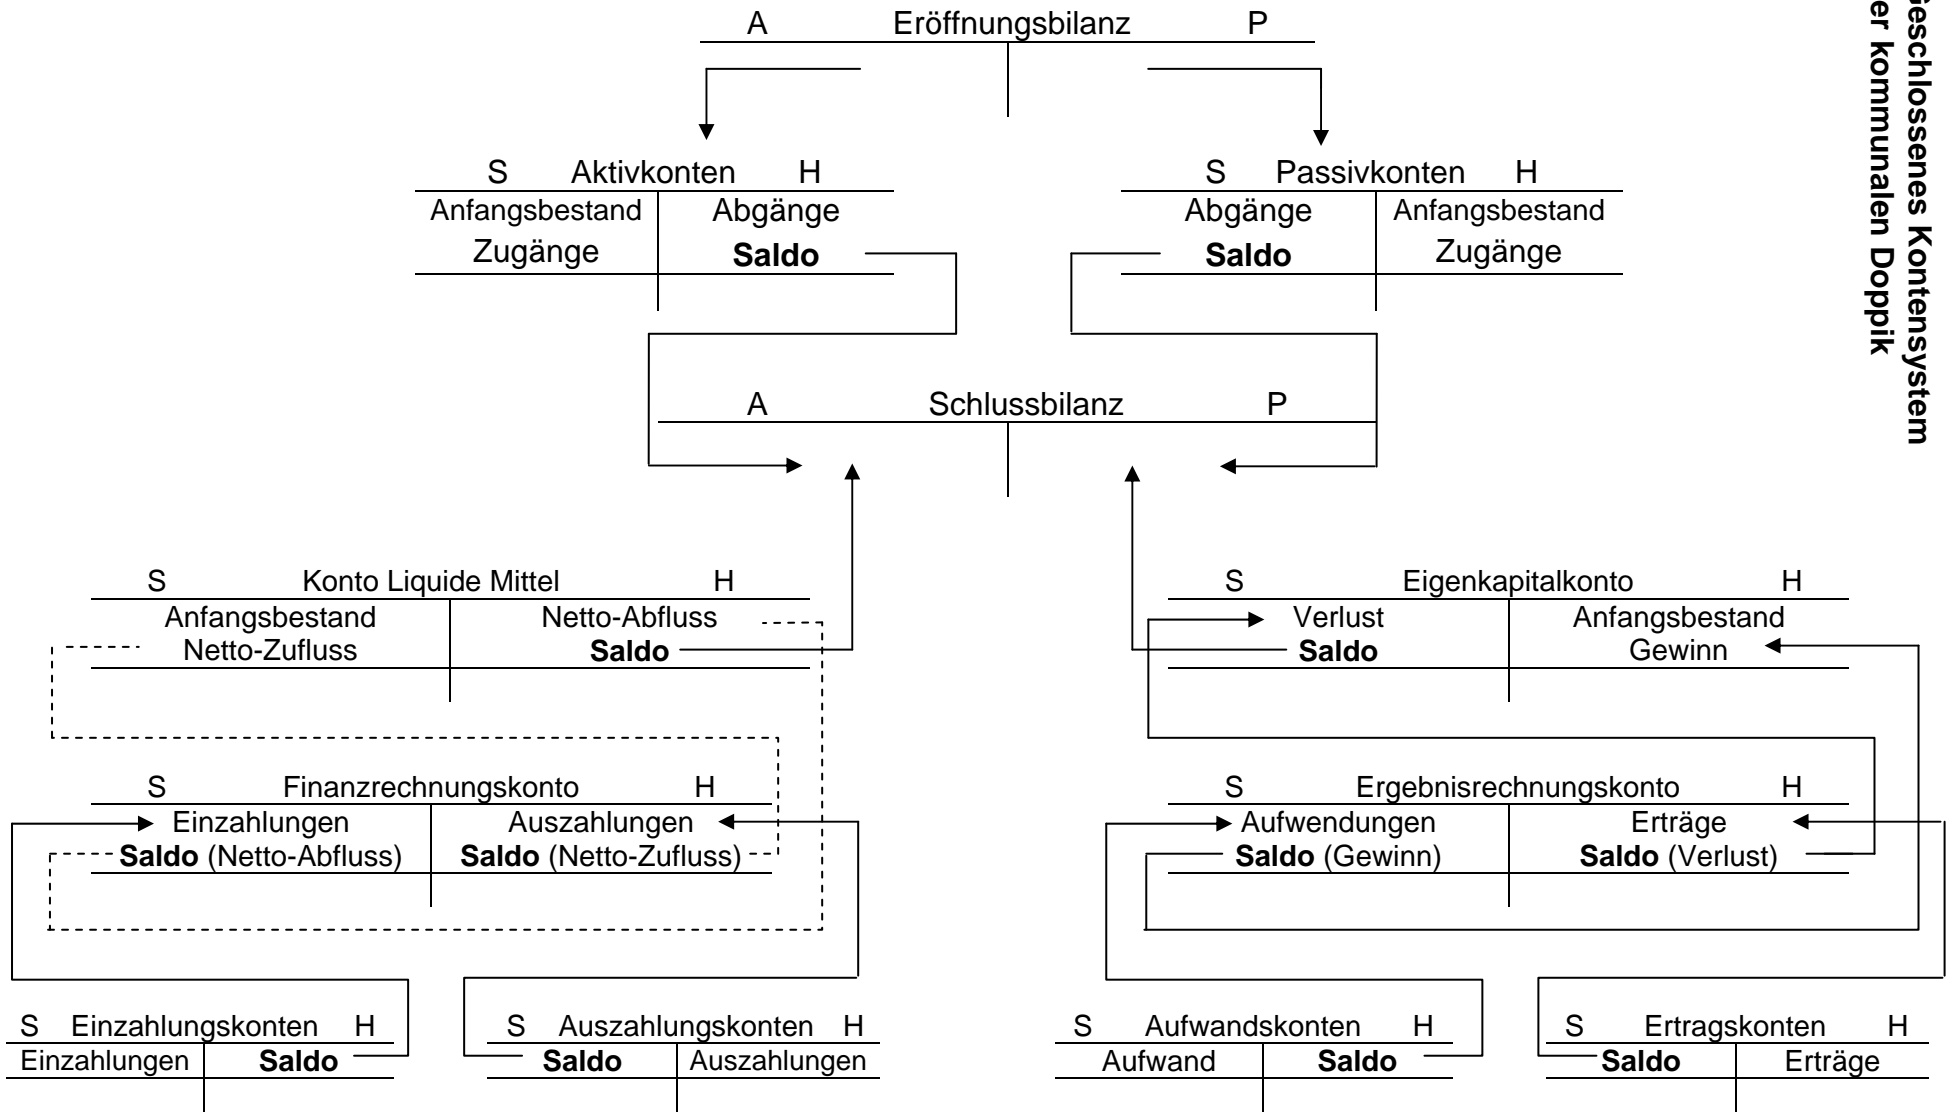 A Eröffnungsbilanz P
eschlossenes Kontensystem
er kommunalen Doppik
S Aktivkonten H
Anfangsbestand Abgänge
Zugänge Saldo
S Passivkonten H
Abgänge Anfangsbestand
Saldo Zugänge
A Schlussbilanz P
S Konto Liquide Mittel H
Anfangsbestand Netto-Abfluss
Netto-Zufluss Saldo
S Eigenkapitalkonto H
Verlust Anfangsbestand
Saldo Gewinn
S Finanzrechnungskonto H
Einzahlungen Auszahlungen
Saldo (Netto-Abfluss) Saldo (Netto-Zufluss)
S Ergebnisrechnungskonto H
Aufwendungen Erträge
Saldo (Gewinn) Saldo (Verlust)
S Einzahlungskonten H
Einzahlungen Saldo
S Auszahlungskonten H
Saldo Auszahlungen
S Aufwandskonten H
Aufwand Saldo
S Ertragskonten H
Saldo Erträge